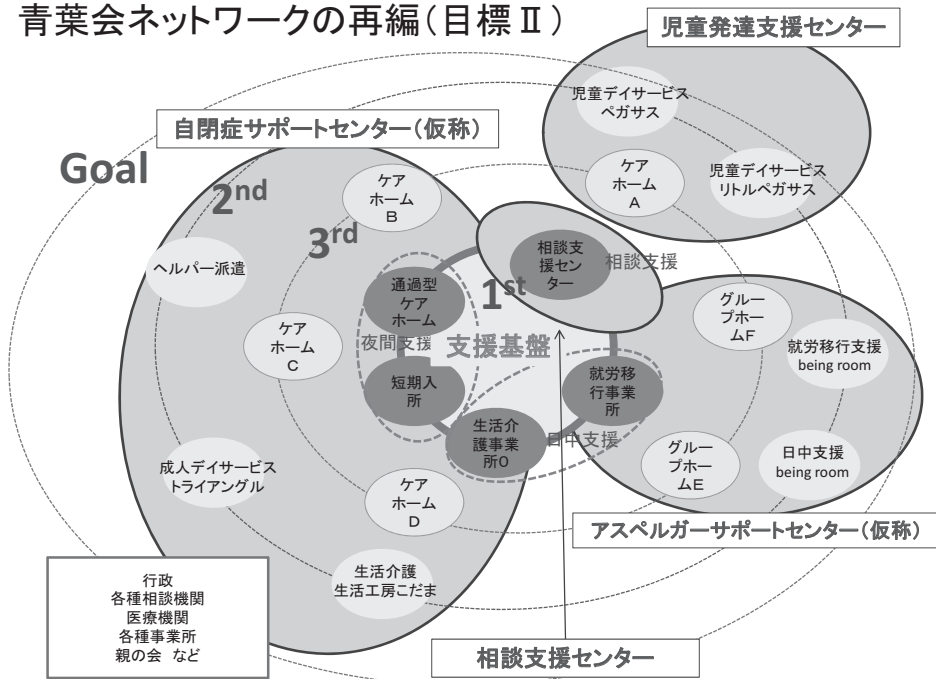 青葉会ネットワークの再編(目標Ⅱ)
児童発達支援センター
自閉症サポートセンター(仮称)
児童デイサービス
ペガサス
児童デイサービス
リトルペガサス
ケア
ホーム
A
Goal
2nd
3rd
1st
ケア
ホーム
B
ヘルパー派遣
相談支
援セン
ター
相談支援
通過型
ケア
ホーム
夜間支援
支援基盤
ケア
ホーム
C
短期入
所
グルー
プホー
ムF
就労移行支援
being room
就労移
行事業
所
生活介
護事業
所O
日中支援
グルー
プホー
ムE
日中支援
being room
成人デイサービス
トライアングル
ケア
ホーム
D
アスペルガーサポートセンター(仮称)
生活介護
生活工房こだま
行政
各種相談機関
医療機関
各種事業所
親の会 など
相談支援センター